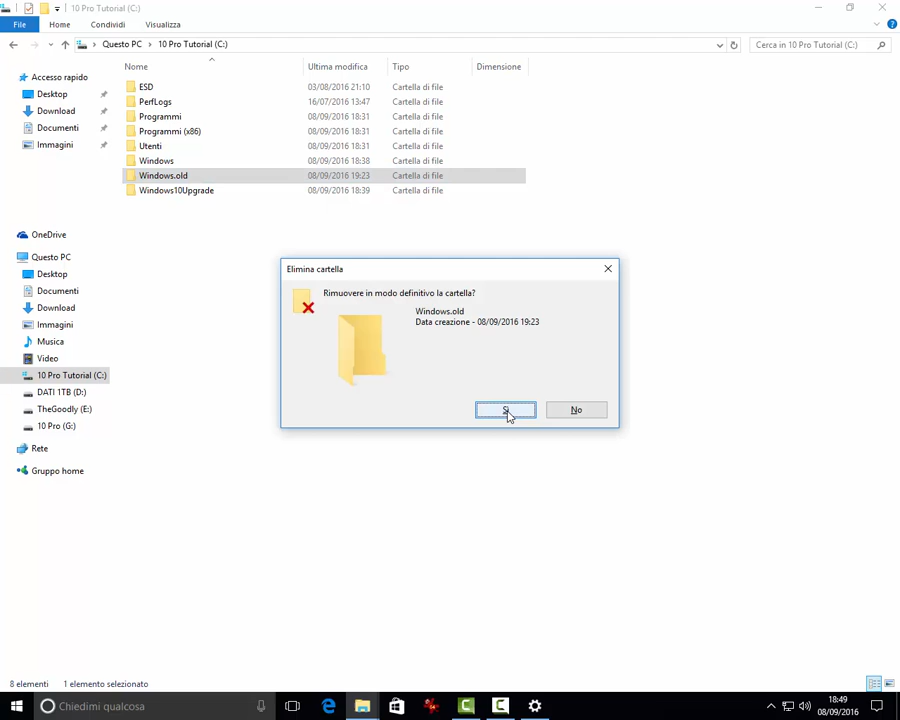 10 Pro Tutorial (C:)
File Home Condividi Visualizza
Questo PC 10 Pro Tutorial (C:) Cerca in 10 Pro Tutorial (C:)
Nome Ultima modifica Tipo Dimensione
Accesso rapido
Desktop
Download
Documenti
Immagini
OneDrive
Questo PC
Desktop
Documenti
Download
Immagini
Musica
Video
10 Pro Tutorial (C:)
DATI 1TB (D:)
TheGoodly (E:)
10 Pro (G:)
Rete
Gruppo home
ESD 03/08/2016 21:10 Cartella di file
PerfLogs 16/07/2016 13:47 Cartella di file
Programmi 08/09/2016 18:31 Cartella di file
Programmi (x86) 08/09/2016 18:31 Cartella di file
Utenti 08/09/2016 18:31 Cartella di file
Windows 08/09/2016 18:38 Cartella di file
Windows.old 08/09/2016 19:23 Cartella di file
Windows10Upgrade 08/09/2016 18:39 Cartella di file
Elimina cartella
Rimuovere in modo definitivo la cartella?
Windows.old
Data creazione - 08/09/2016 19:23
No
8 elementi 1 elemento selezionato
Chiedimi qualcosa
18:49
08/09/2016